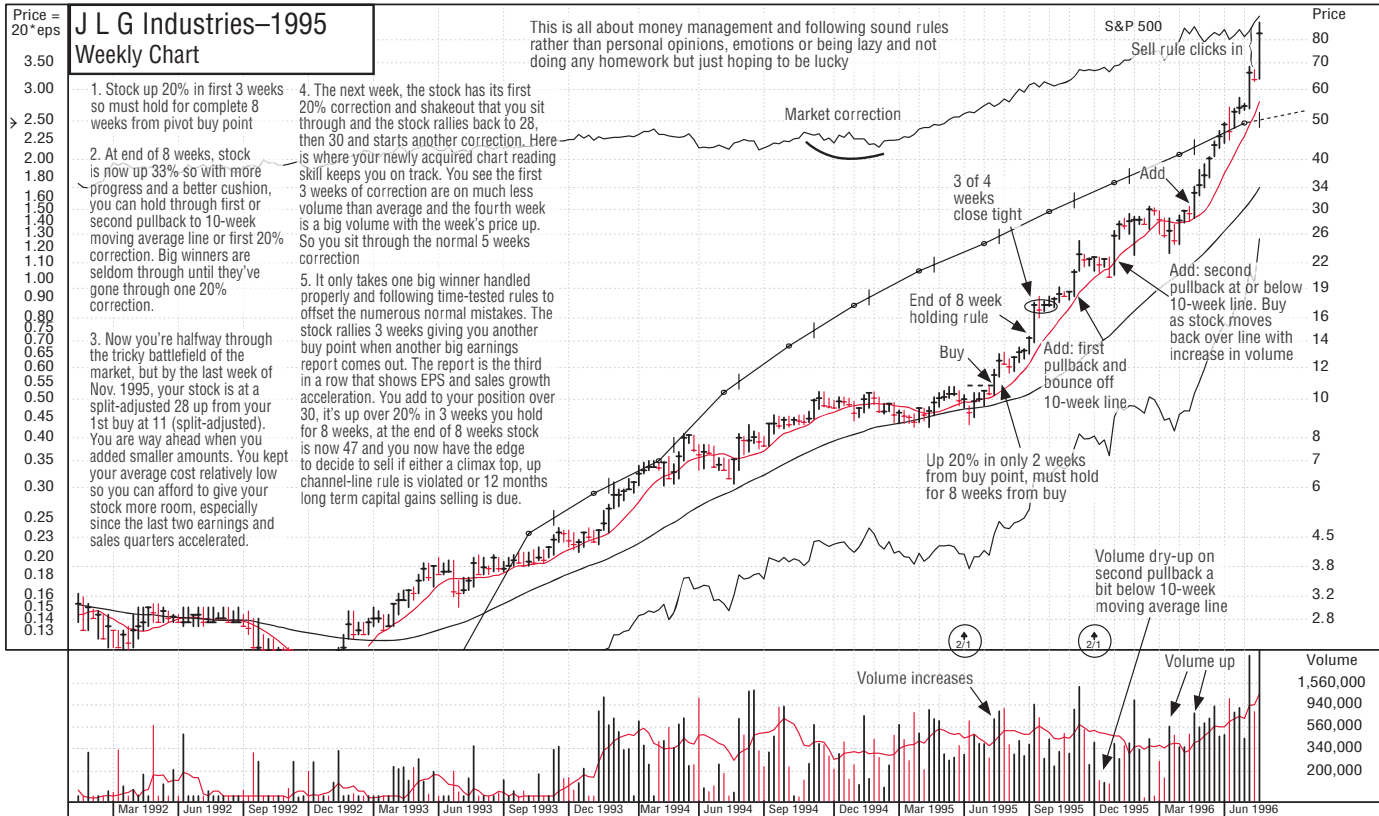 Price =
20*eps
J L G Industries–1995
Weekly Chart
This is all about money management and following sound rules
rather than personal opinions, emotions or being lazy and not
doing any homework but just hoping to be lucky
S&P 500
Price
Sell rule clicks in
1. Stock up 20% in first 3 weeks
so must hold for complete 8
weeks from pivot buy point
2. At end of 8 weeks, stock
is now up 33% so with more
progress and a better cushion,
you can hold through first or
second pullback to 10-week
moving average line or first 20%
correction. Big winners are
seldom through until they've
gone through one 20%
correction.
3. Now you're halfway through
the tricky battlefield of the
market, but by the last week of
Nov. 1995, your stock is at a
split-adjusted 28 up from your
1st buy at 11 (split-adjusted).
You are way ahead when you
added smaller amounts. You kept
your average cost relatively low
so you can afford to give your
stock more room, especially
since the last two earnings and
sales quarters accelerated.
4. The next week, the stock has its first
20% correction and shakeout that you sit
through and the stock rallies back to 28,
then 30 and starts another correction. Here
is where your newly acquired chart reading
skill keeps you on track. You see the first
3 weeks of correction are on much less
volume than average and the fourth week
is a big volume with the week's price up.
So you sit through the normal 5 weeks
correction
5. It only takes one big winner handled
properly and following time-tested rules to
offset the numerous normal mistakes. The
stock rallies 3 weeks giving you another
buy point when another big earnings
report comes out. The report is the third
in a row that shows EPS and sales growth
acceleration. You add to your position over
30, it's up over 20% in 3 weeks you hold
for 8 weeks, at the end of 8 weeks stock
is now 47 and you now have the edge
to decide to sell if either a climax top, up
channel-line rule is violated or 12 months
long term capital gains selling is due.
Market correction
3 of 4
weeks
close tight
Add
End of 8 week
holding rule
Buy
Add: first
pullback and
bounce off
10-week line
Add: second
pullback at or below
10-week line. Buy
as stock moves
back over line with
increase in volume
Up 20% in only 2 weeks
from buy point, must hold
for 8 weeks from buy
Volume dry-up on
second pullback a
bit below 10-week
moving average line
2/1
2/1
Volume increases
Volume up
3.50
3.00
2.50
2.25
2.00
1.80
1.60
1.50
1.40
1.30
1.20
1.10
1.00
0.90
0.80
0.75
0.70
0.65
0.60
0.55
0.50
0.45
0.40
0.35
0.30
0.25
0.23
0.20
0.18
0.16
0.15
0.14
0.13
80
70
60
50
40
34
30
26
22
19
16
14
12
10
8
7
6
4.5
3.8
3.2
2.8
Volume
1,560,000
940,000
560,000
340,000
200,000
Mar 1992
Jun 1992
Sep 1992
Dec 1992
Mar 1993
Jun 1993
Sep 1993
Dec 1993
Mar 1994
Jun 1994
Sep 1994
Dec 1994
Mar 1995
Jun 1995
Sep 1995
Dec 1995
Mar 1996
Jun 1996